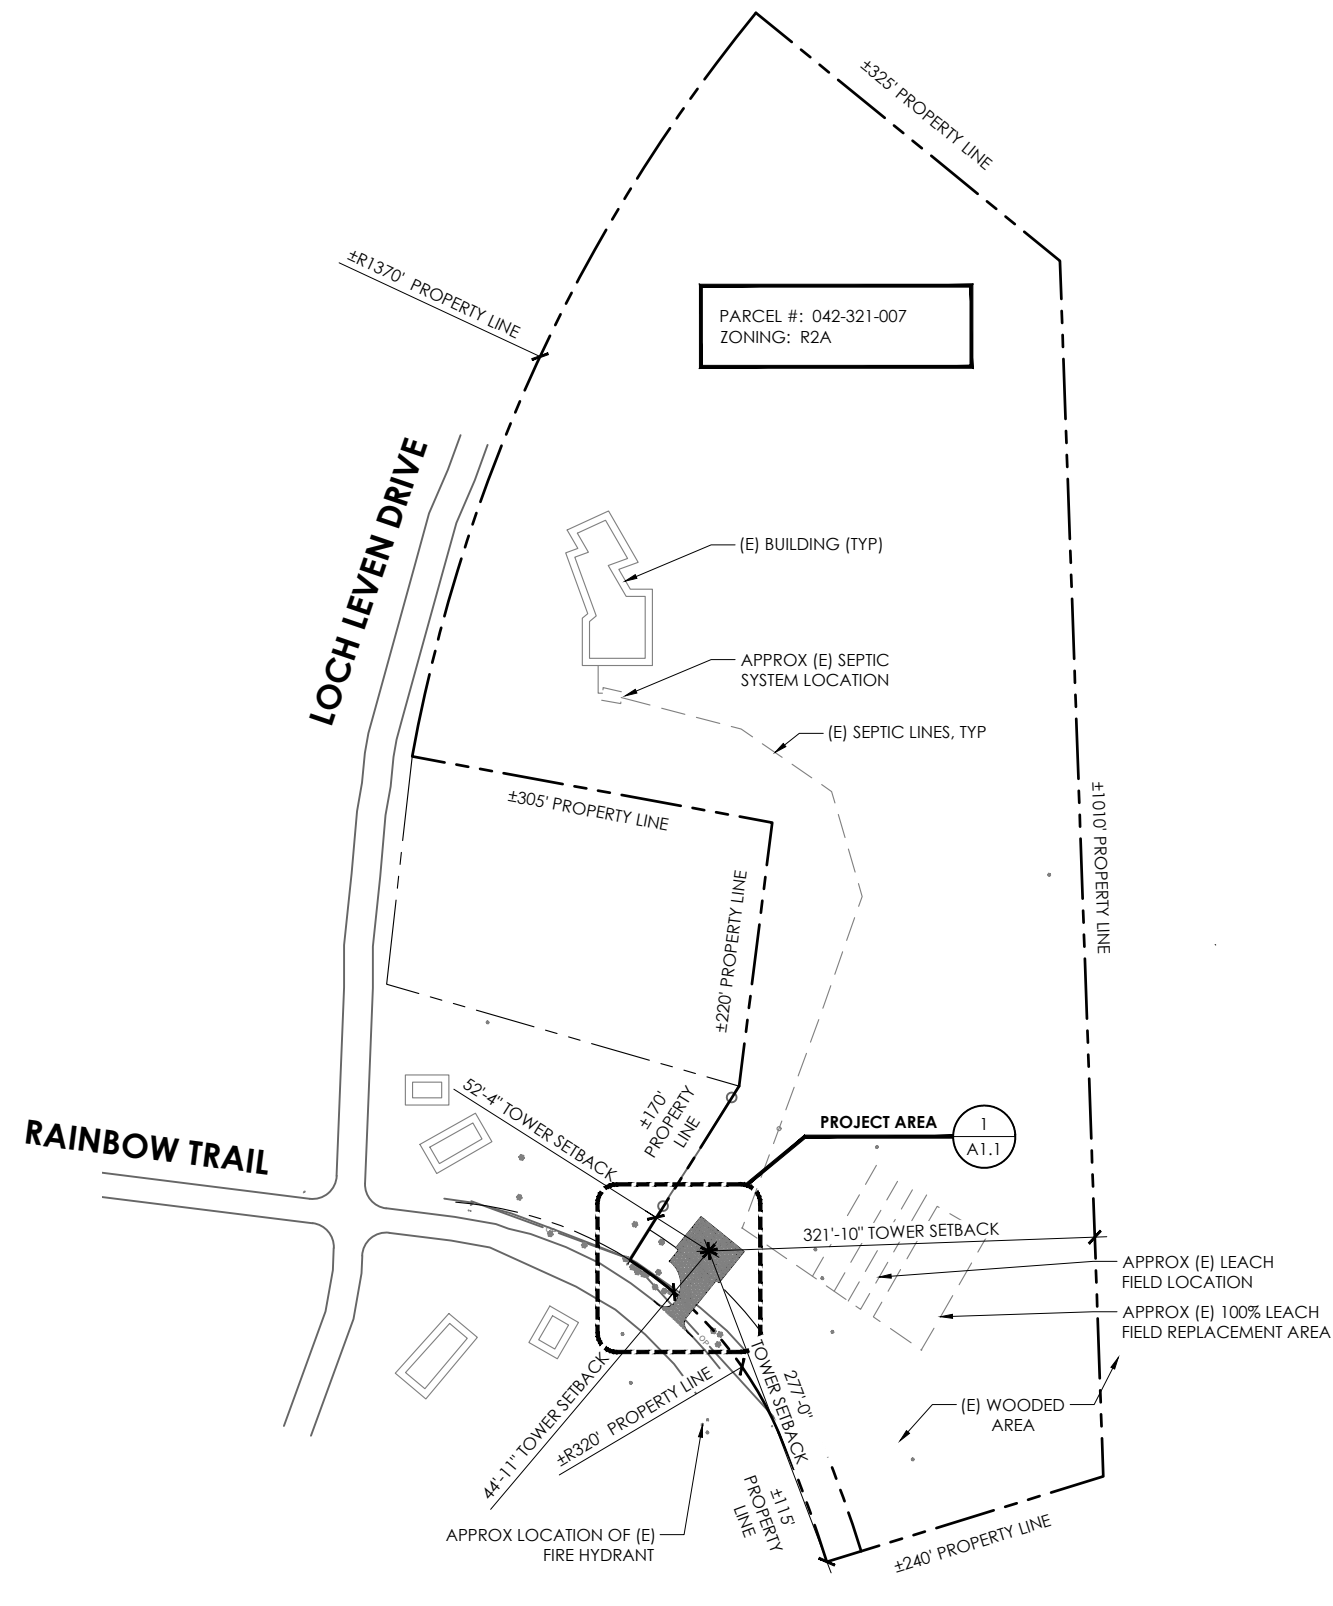 ±325' PROPERTY LINE
±R1370' PROPERTY LINE
PARCEL #: 042-321-007
ZONING: R2A
LOCH LEVEN DRIVE
(E) BUILDING (TYP)
APPROX (E) SEPTIC
SYSTEM LOCATION
(E) SEPTIC LINES, TYP
±305' PROPERTY LINE
±1010' PROPERTY LINE
±220' PROPERTY LINE
52'-4" TOWER SETBACK
±170'
PROPERTY
LINE
PROJECT AREA
1
A1.1
RAINBOW TRAIL
321'-10" TOWER SETBACK
APPROX (E) LEACH
FIELD LOCATION
APPROX (E) 100% LEACH
FIELD REPLACEMENT AREA
44'-11" TOWER SETBACK
±R320' PROPERTY LINE
277'-0"
TOWER SETBACK
(E) WOODED
AREA
±115'
PROPERTY
LINE
APPROX LOCATION OF (E)
FIRE HYDRANT
±240' PROPERTY LINE